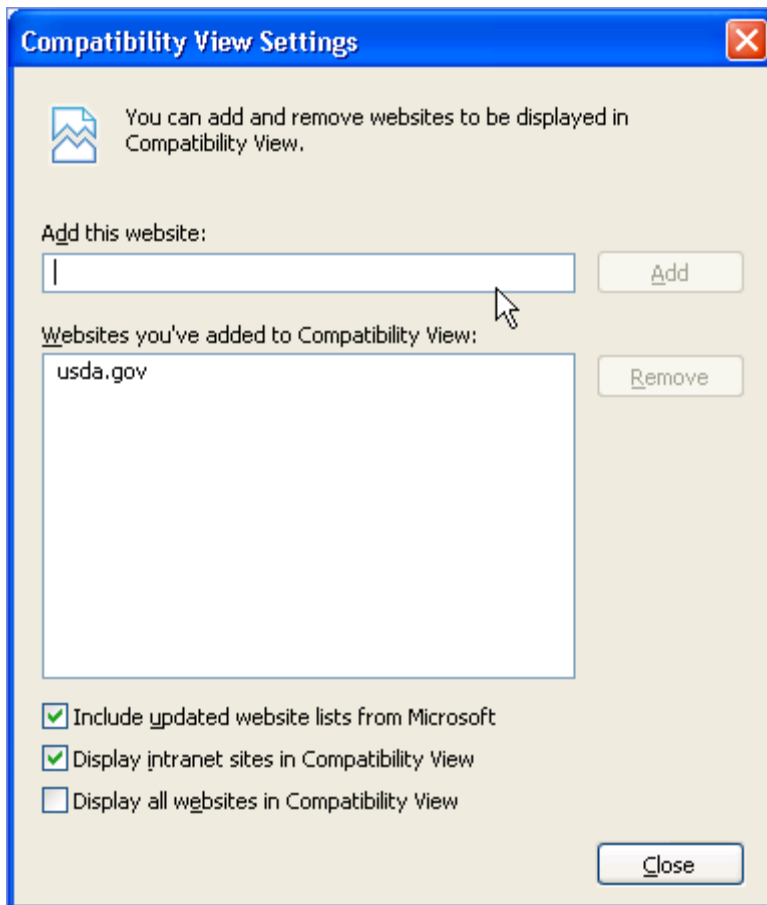 Compatibility View Settings
You can add and remove websites to be displayed in
Compatibility View.
Add this website:
Add
Websites you've added to Compatibility View:
usda.gov
Remove
Include updated website lists from Microsoft
Display intranet sites in Compatibility View
Display all websites in Compatibility View
Close